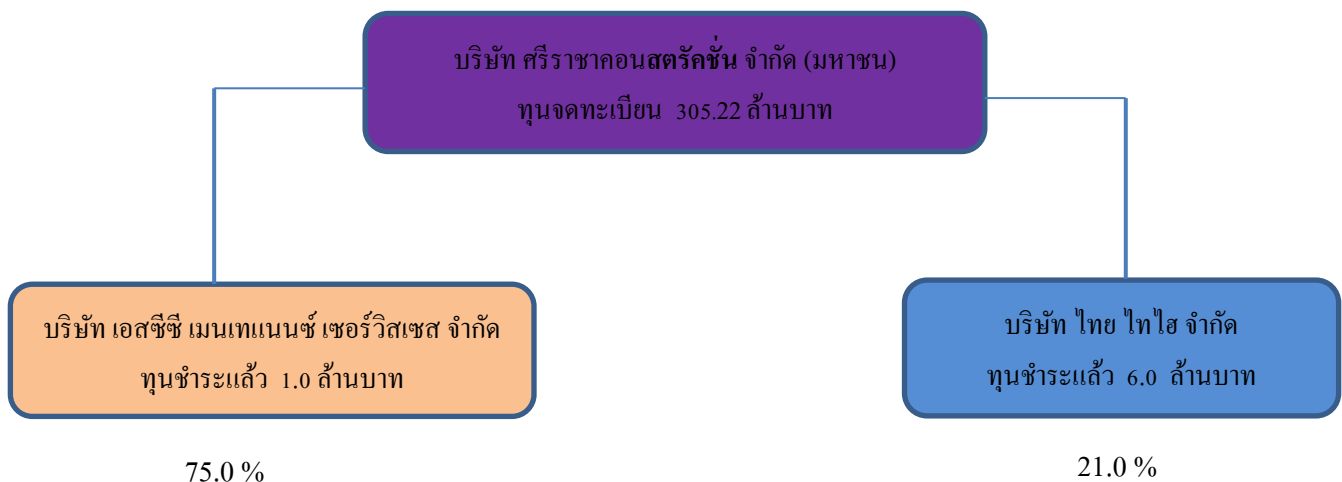 บริษัท ศรีราชาคอนสตรัคชั่น จำกัด (มหาชน)
ทุนจดทะเบียน 305.22 ล้านบาท
บริษัท เอสซีซี เมนเทแนนซ์ เซอร์วิสเซส จำกัด
ทุนชำระแล้ว 1.0 ล้านบาท
75.0 %
บริษัท ไทย ไทไฮ จำกัด
ทุนชำระแล้ว 6.0 ล้านบาท
21.0 %